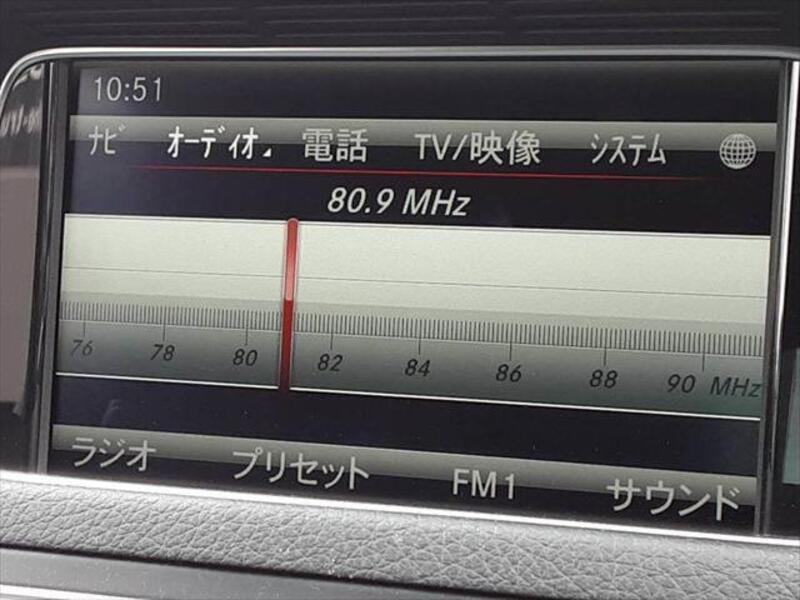 10:51
ナビ オーディオ 電話 TV/映像 システム
80.9 MHz
76 78 80 82 84 86 88 90 MHz
ラジオ プリセット FM1 サウンド